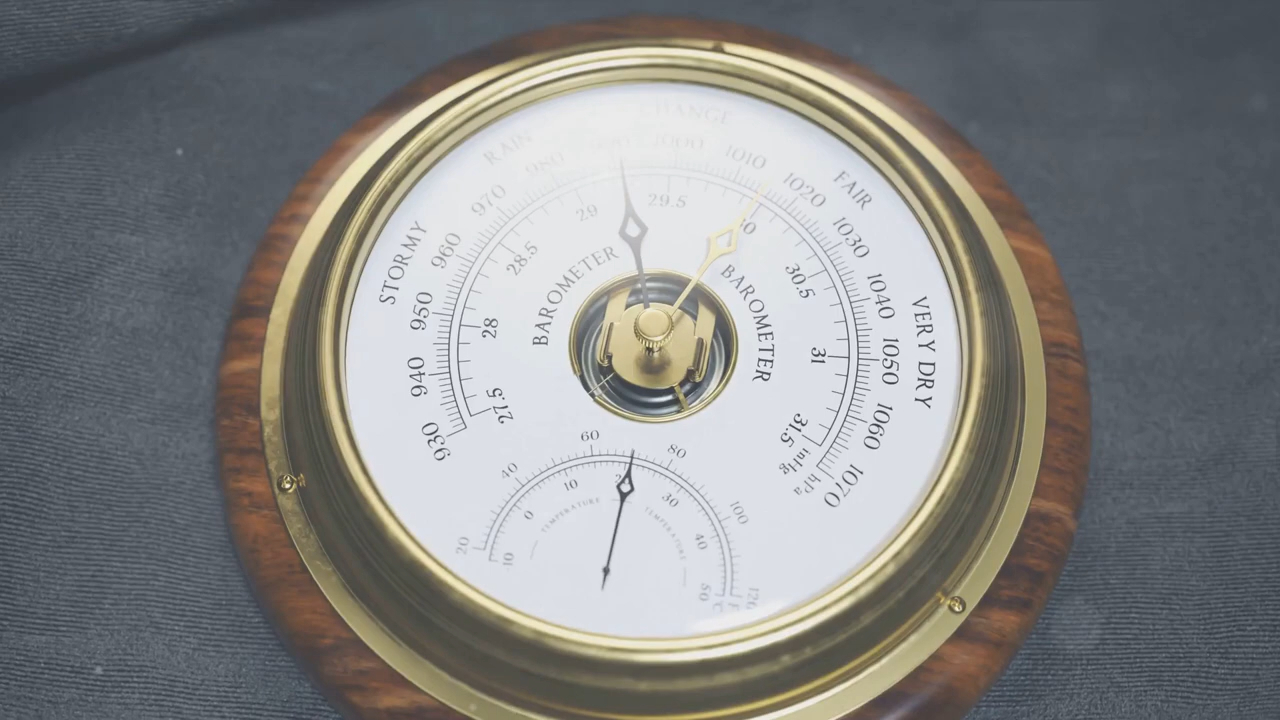 CHANGE
RAIN
FAIR
STORMY
VERY DRY
930
940
950
960
970
980
1000
1010
1020
1030
1040
1050
1060
1070
hPa
27.5
28
28.5
29
29.5
30.5
31
31.5
inHg
BAROMETER
BAROMETER
20
40
60
80
100
120
F
10
0
10
30
40
50
C
TEMPERATURE
TEMPERATURE